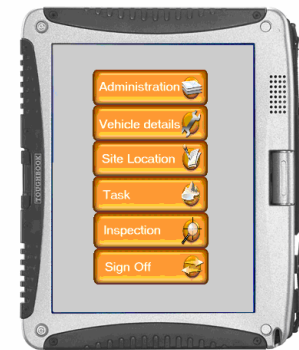 Administration
Vehicle details
Site Location
Task
Inspection
Sign Off
TOUGHBOOK